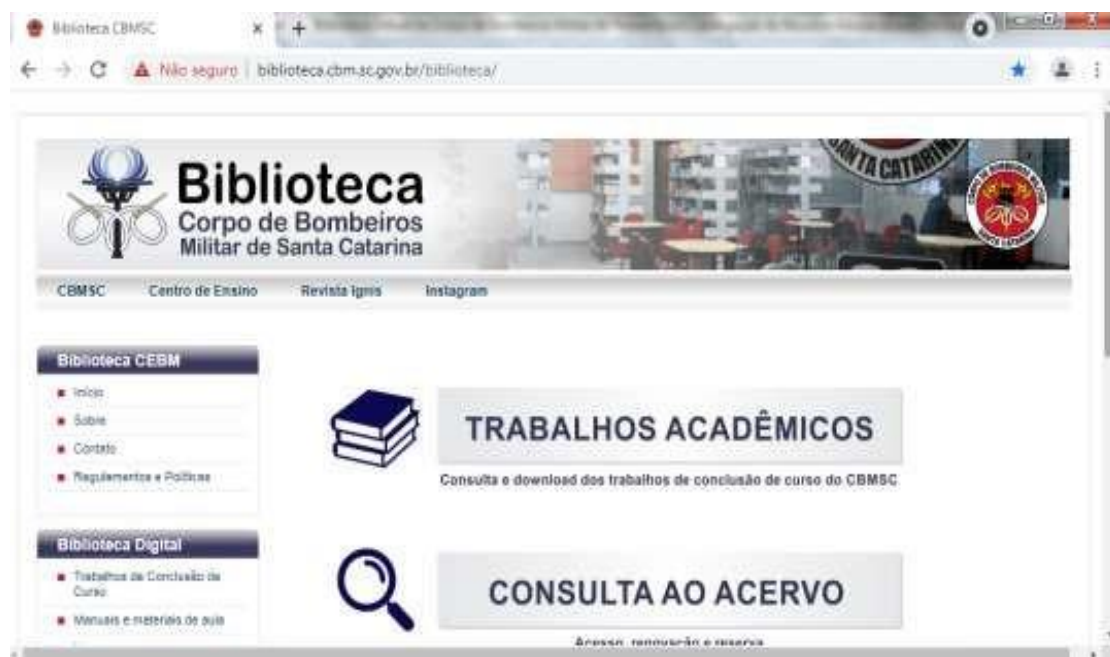 Biblioteca CBMSC
Não seguro | biblioteca.cbm.sc.gov.br/biblioteca/
Biblioteca
Corpo de Bombeiros
Militar de Santa Catarina
SANTA CATARINA
CBMSC Centro de Ensino Revista Ignis Instagram
Biblioteca CEBM
Início
Sobre
Contato
Regulamentos e Políticas
TRABALHOS ACADÊMICOS
Consulta e download dos trabalhos de conclusão de curso do CBMSC
Biblioteca Digital
Trabalhos de Conclusão de
Curso
Manuais e materiais de aula
CONSULTA AO ACERVO
Acesso, renovação e reserva